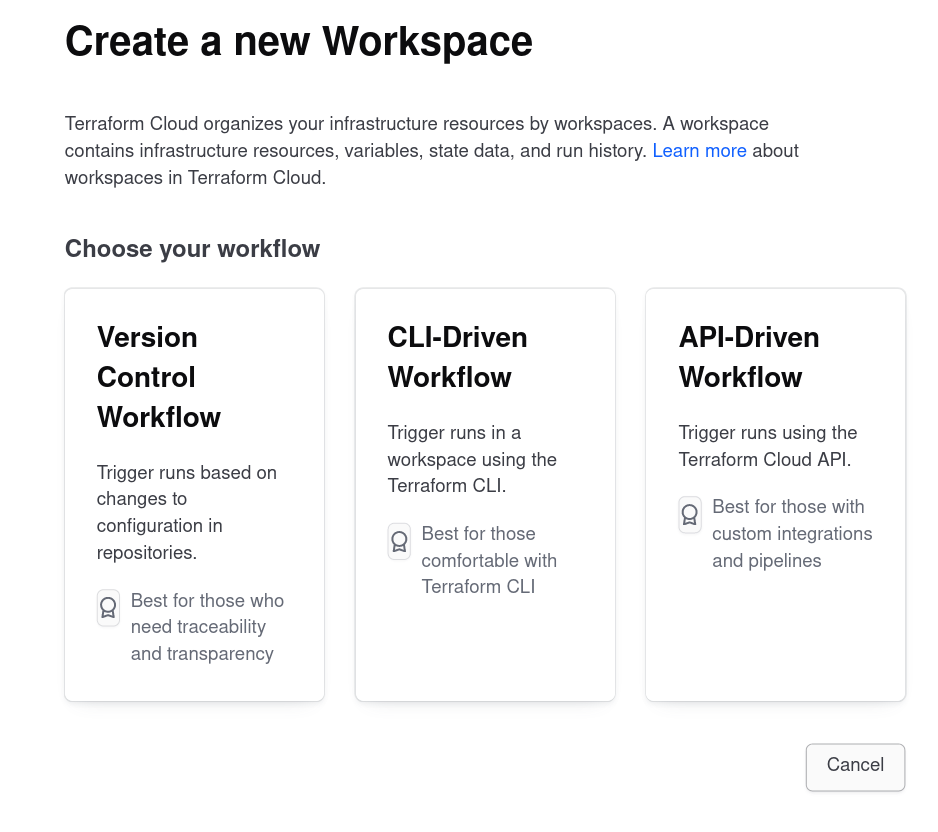 Create a new Workspace
Terraform Cloud organizes your infrastructure resources by workspaces. A workspace
contains infrastructure resources, variables, state data, and run history. Learn more about
workspaces in Terraform Cloud.
Choose your workflow
Version
Control
Workflow
Trigger runs based on
changes to
configuration in
repositories.
Best for those who
need traceability
and transparency
CLI-Driven
Workflow
Trigger runs in a
workspace using the
Terraform CLI.
Best for those
comfortable with
Terraform CLI
API-Driven
Workflow
Trigger runs using the
Terraform Cloud API.
Best for those with
custom integrations
and pipelines
Cancel